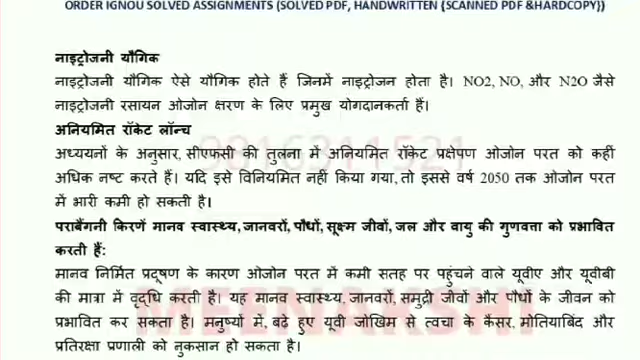 ORDER IGNOU SOLVED ASSIGNMENTS (SOLVED PDF, HANDWRITTEN {SCANNED PDF &HARDCOPY})
नाइट्रोजनी यौगिक
नाइट्रोजनी यौगिक ऐसे यौगिक होते हैं जिनमें नाइट्रोजन होता है। NO2, NO, और N2O जैसे
नाइट्रोजनी रसायन ओजोन क्षरण के लिए प्रमुख योगदानकर्ता हैं।
अनियमित रॉकेट लॉन्च
अध्ययनों के अनुसार, सीएफसी की तुलना में अनियमित रॉकेट प्रक्षेपण ओजोन परत को कहीं
अधिक नष्ट करते हैं। यदि इसे विनियमित नहीं किया गया, तो इससे वर्ष 2050 तक ओजोन परत
में भारी कमी हो सकती है।
पराबैंगनी किरणें मानव स्वास्थ्य, जानवरों, पौधों, सूक्ष्म जीवों, जल और वायु की गुणवत्ता को प्रभावित
करती हैं:
मानव निर्मित प्रदूषण के कारण ओजोन परत में कमी सतह पर पहुंचने वाले यूवीए और यूवीबी
की मात्रा में वृद्धि करती है। यह मानव स्वास्थ्य, जानवरों, समुद्री जीवों और पौधों के जीवन को
प्रभावित कर सकता है। मनुष्यों में, बढ़े हुए यूवी जोखिम से त्वचा के कैंसर, मोतियाबिंद और
प्रतिरक्षा प्रणाली को नुकसान हो सकता है।
MEENAKSHI